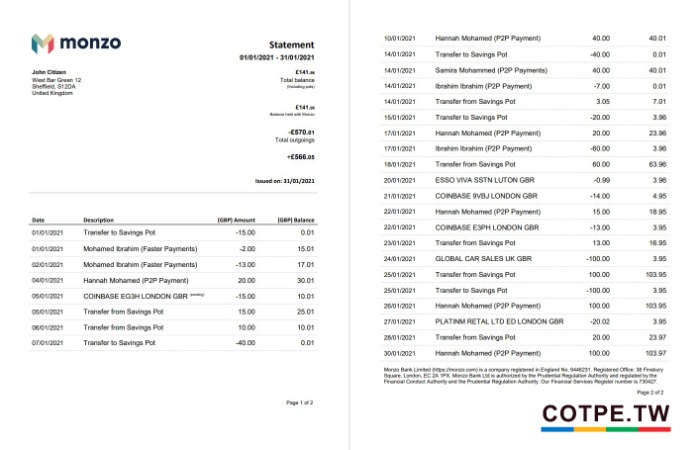 monzo
Statement
01/01/2021 - 31/01/2021
John Citizen
West Bar Green 12
Sheffield, S12DA
United Kingdom
£141.
Total balance
(Including pots)
£141.
Balance held with Monzo
-£570.01
Total outgoings
+£566.05
Issued on: 31/01/2021
Date Description (GBP) Amount (GBP) Balance
01/01/2021 Transfer to Savings Pot -15.00 0.01
01/01/2021 Mohamed Ibrahim (Faster Payments) -2.00 15.01
02/01/2021 Mohamed Ibrahim (Faster Payments) -13.00 17.01
04/01/2021 Hannah Mohamed (P2P Payment) 20.00 30.01
05/01/2021 COINBASE EG3H LONDON GBR (pending) -15.00 10.01
05/01/2021 Transfer from Savings Pot 15.00 25.01
06/01/2021 Transfer from Savings Pot 10.00 10.01
07/01/2021 Transfer to Savings Pot -40.00 0.01
Page 1 of 2
10/01/2021 Hannah Mohamed (P2P Payment) 40.00 40.01
14/01/2021 Transfer to Savings Pot -40.00 0.01
14/01/2021 Samira Mohammed (P2P Payments) 40.00 40.01
14/01/2021 Ibrahim Ibrahim (P2P Payment) -7.00 0.01
14/01/2021 Transfer from Savings Pot 3.05 7.01
15/01/2021 Transfer to Savings Pot -20.00 3.96
17/01/2021 Hannah Mohamed (P2P Payment) 20.00 23.96
17/01/2021 Ibrahim Ibrahim (P2P Payment) -60.00 3.96
18/01/2021 Transfer from Savings Pot 60.00 63.96
20/01/2021 ESSO VIVA SSTN LUTON GBR -0.99 3.96
21/01/2021 COINBASE 9VBJ LONDON GBR -14.00 4.95
22/01/2021 Hannah Mohamed (P2P Payment) 15.00 18.95
22/01/2021 COINBASE E3PH LONDON GBR -13.00 3.95
23/01/2021 Transfer from Savings Pot 13.00 16.95
24/01/2021 GLOBAL CAR SALES UK GBR -100.00 3.95
25/01/2021 Transfer from Savings Pot 100.00 103.95
25/01/2021 Transfer to Savings Pot -100.00 3.95
26/01/2021 Hannah Mohamed (P2P Payment) 100.00 103.95
27/01/2021 PLATINM RETAL LTD ED LONDON GBR -20.02 3.95
28/01/2021 Transfer from Savings Pot 20.00 23.97
30/01/2021 Hannah Mohamed (P2P Payment) 100.00 103.97
Monzo Bank Limited (https://monzo.com) is a company registered in England No. 9446231. Registered Office: 38 Finsbury
Square, London, EC 2A 1PX. Monzo Bank Ltd is authorized by the Prudential Regulation Authority and regulated by the
Financial Conduct Authority and the Prudential Regulation Authority. Our Financial Services Register number is 730427.
Page 2 of 2
COTPE.TW